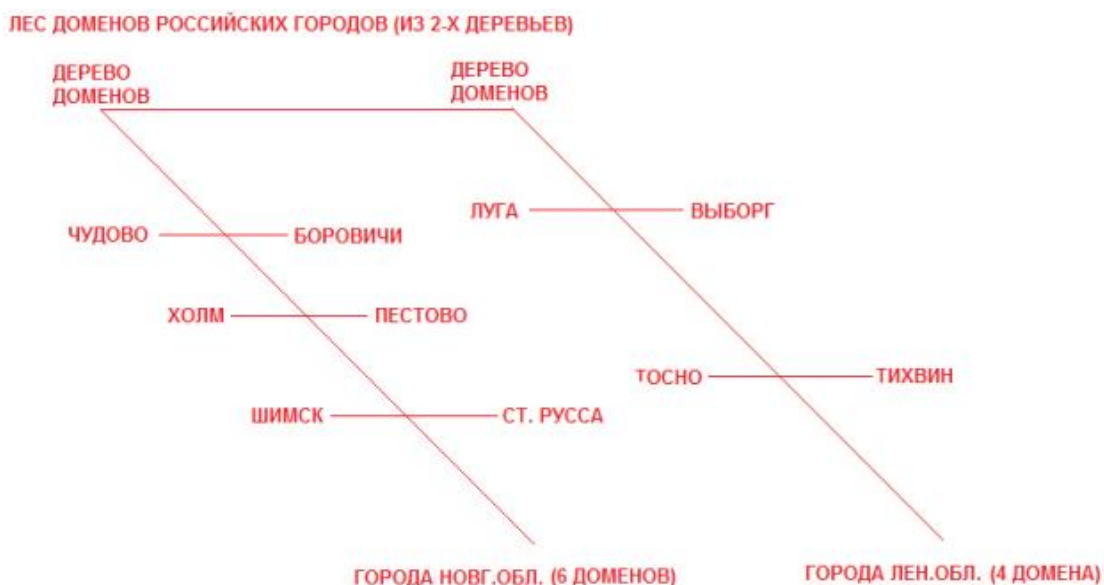 ЛЕС ДОМЕНОВ РОССИЙСКИХ ГОРОДОВ (ИЗ 2-Х ДЕРЕВЬЕВ)
ДЕРЕВО
ДОМЕНОВ
ДЕРЕВО
ДОМЕНОВ
ЛУГА
ВЫБОРГ
ЧУДОВО
БОРОВИЧИ
ХОЛМ
ПЕСТОВО
ТОСНО
ТИХВИН
ШИМСК
СТ. РУССА
ГОРОДА НОВГ.ОБЛ. (6 ДОМЕНОВ)
ГОРОДА ЛЕН.ОБЛ. (4 ДОМЕНА)